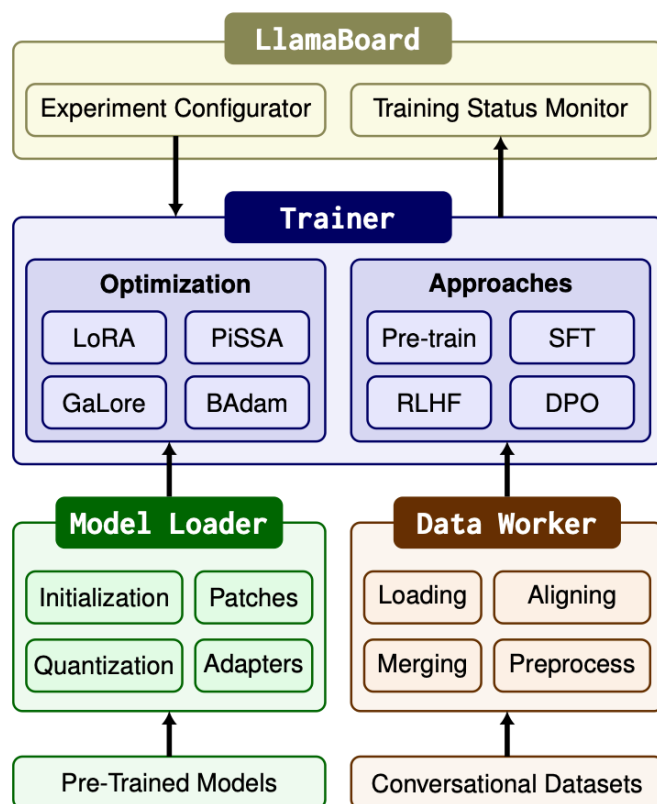 LlamaBoard
Experiment Configurator
Training Status Monitor
Trainer
Optimization
LoRA
PiSSA
GaLore
BAdam
Approaches
Pre-train
SFT
RLHF
DPO
Model Loader
Initialization
Patches
Quantization
Adapters
Data Worker
Loading
Aligning
Merging
Preprocess
Pre-Trained Models
Conversational Datasets